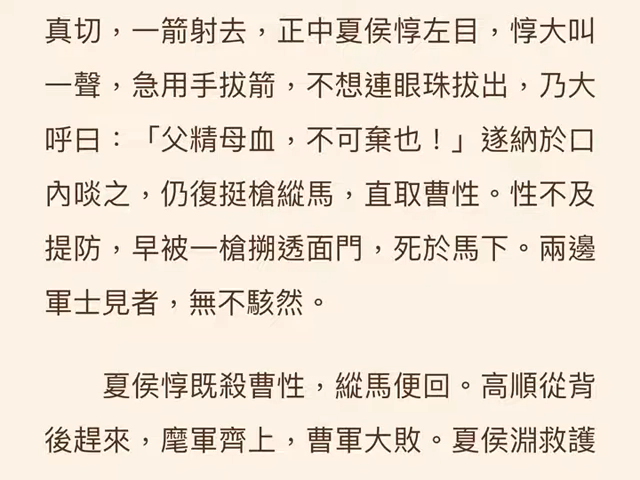 真切，一箭射去，正中夏侯惇左目，惇大叫
一聲，急用手拔箭，不想連眼珠拔出，乃大
呼曰：「父精母血，不可棄也！」遂納於口
內啖之，仍復挺槍縱馬，直取曹性。性不及
提防，早被一槍搠透面門，死於馬下。兩邊
軍士見者，無不駭然。
夏侯惇既殺曹性，縱馬便回。高順從背
後趕來，麾軍齊上，曹軍大敗。夏侯淵救護